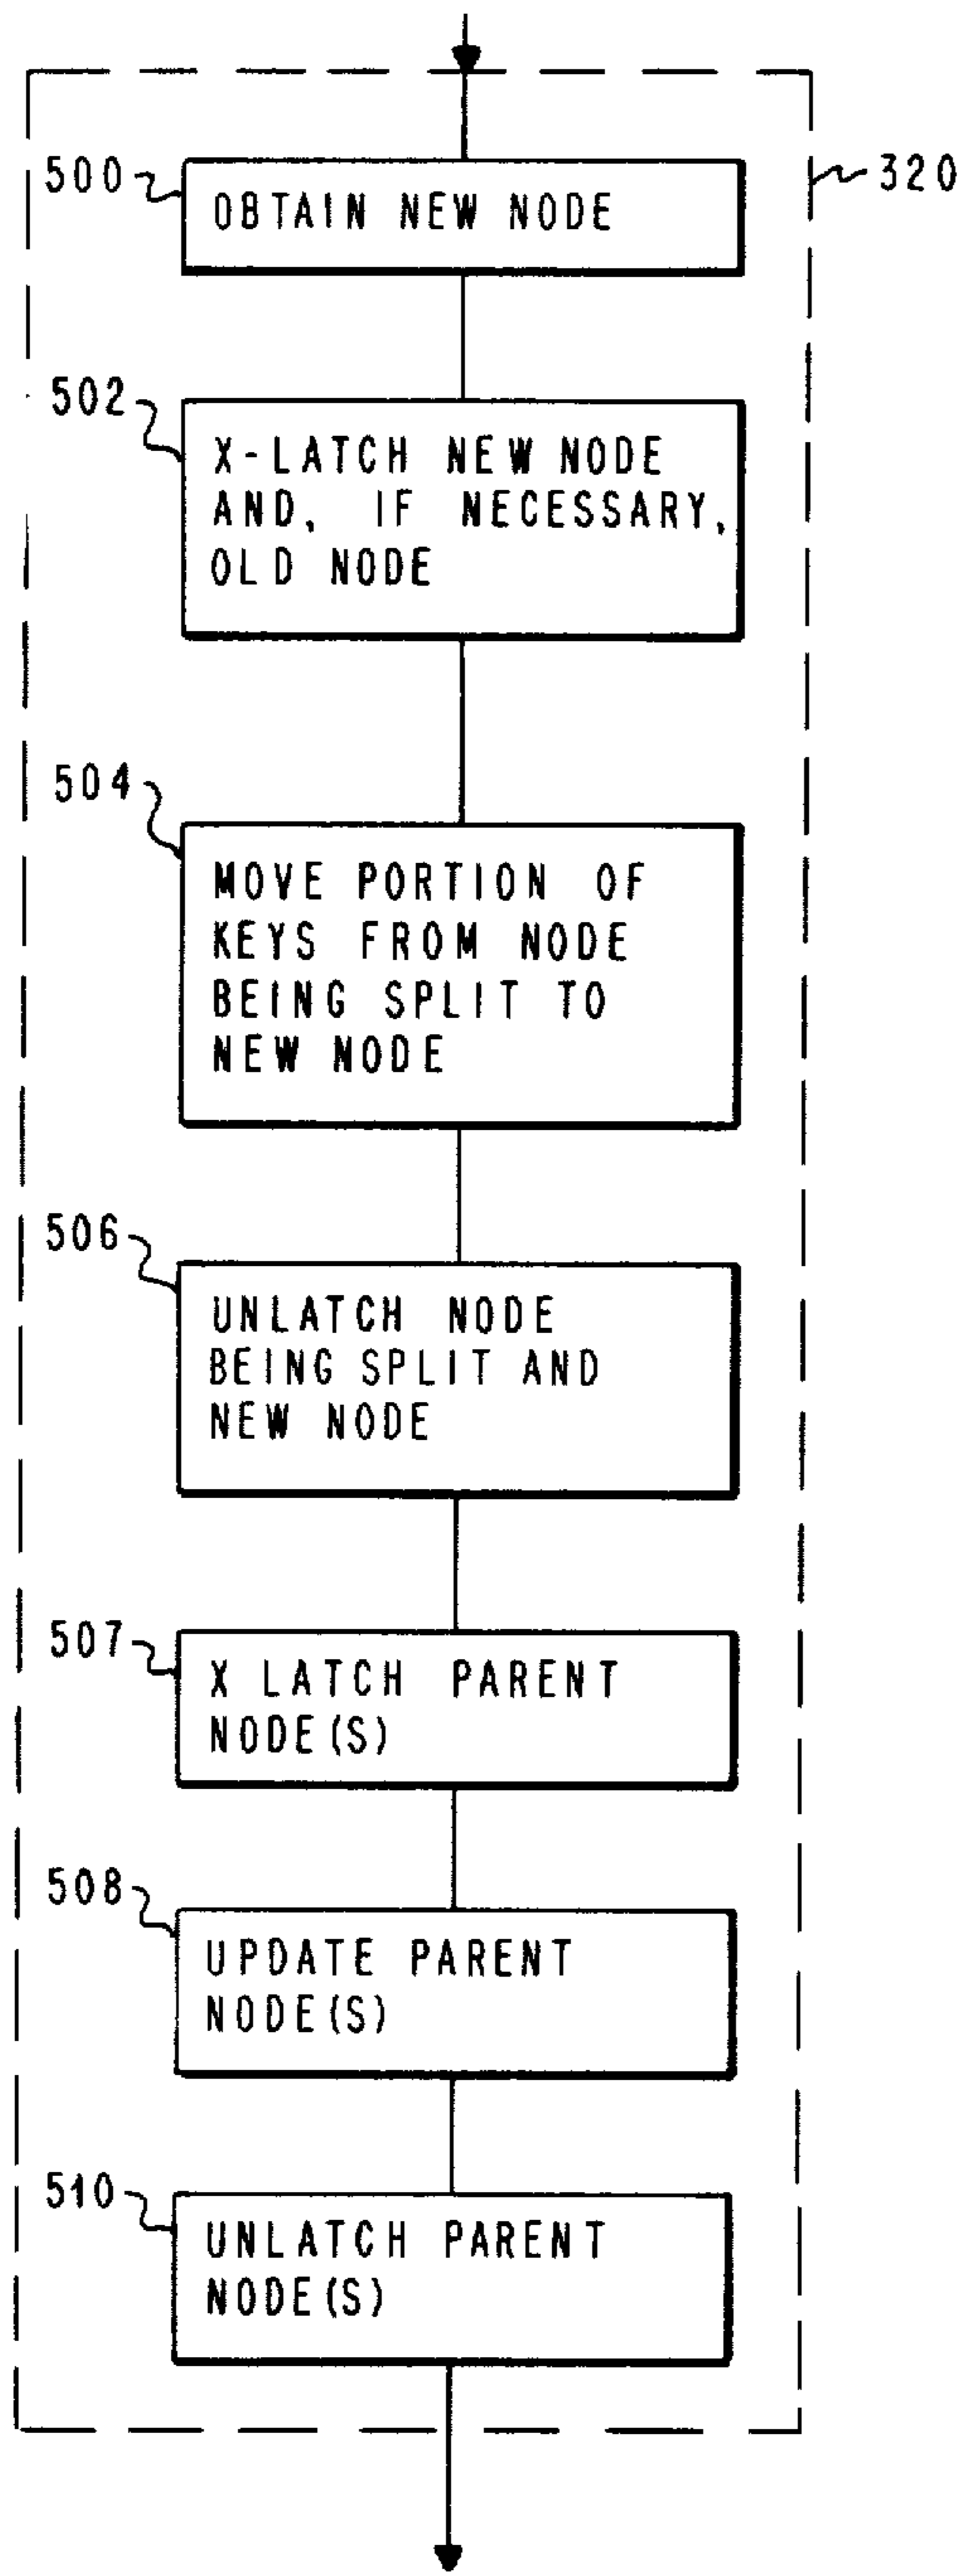 500
320
OBTAIN NEW NODE
502
X-LATCH NEW NODE
AND, IF NECESSARY,
OLD NODE
504
MOVE PORTION OF
KEYS FROM NODE
BEING SPLIT TO
NEW NODE
506
UNLATCH NODE
BEING SPLIT AND
NEW NODE
507
X LATCH PARENT
NODE(S)
508
UPDATE PARENT
NODE(S)
510
UNLATCH PARENT
NODE(S)